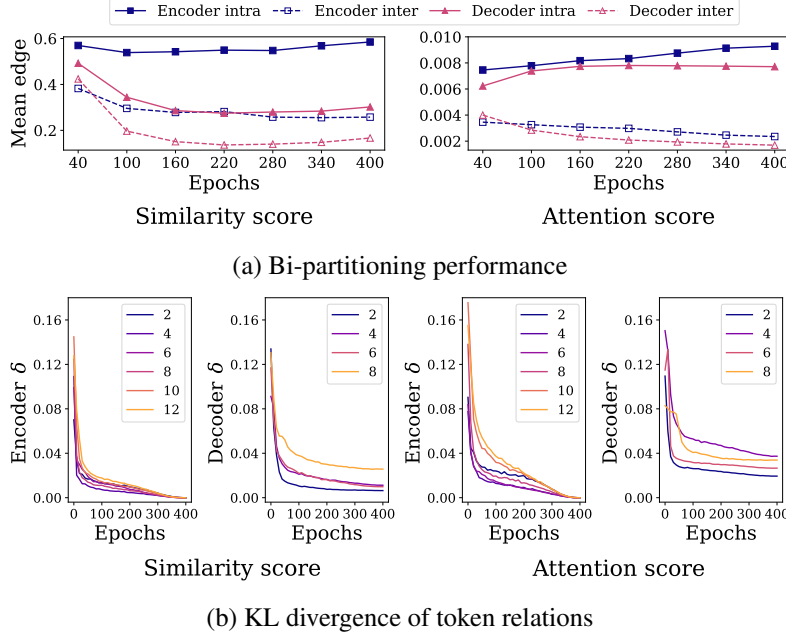 Encoder intra Encoder inter Decoder intra Decoder inter
Mean edge
0.6
0.4
0.2
40 100 160 220 280 340 400
Epochs
Similarity score
0.010
0.008
0.006
0.004
0.002
40 100 160 220 280 340 400
Epochs
Attention score
(a) Bi-partitioning performance
Encoder δ
0.16
0.12
0.08
0.04
0.00
2
4
6
8
10
12
0 100 200 300 400
Epochs
Decoder δ
0.16
0.12
0.08
0.04
0.00
2
4
6
8
0 100 200 300 400
Epochs
Similarity score
Encoder δ
0.16
0.12
0.08
0.04
0.00
2
4
6
8
10
12
0 100 200 300 400
Epochs
Decoder δ
0.16
0.12
0.08
0.04
0.00
2
4
6
8
0 100 200 300 400
Epochs
Attention score
(b) KL divergence of token relations